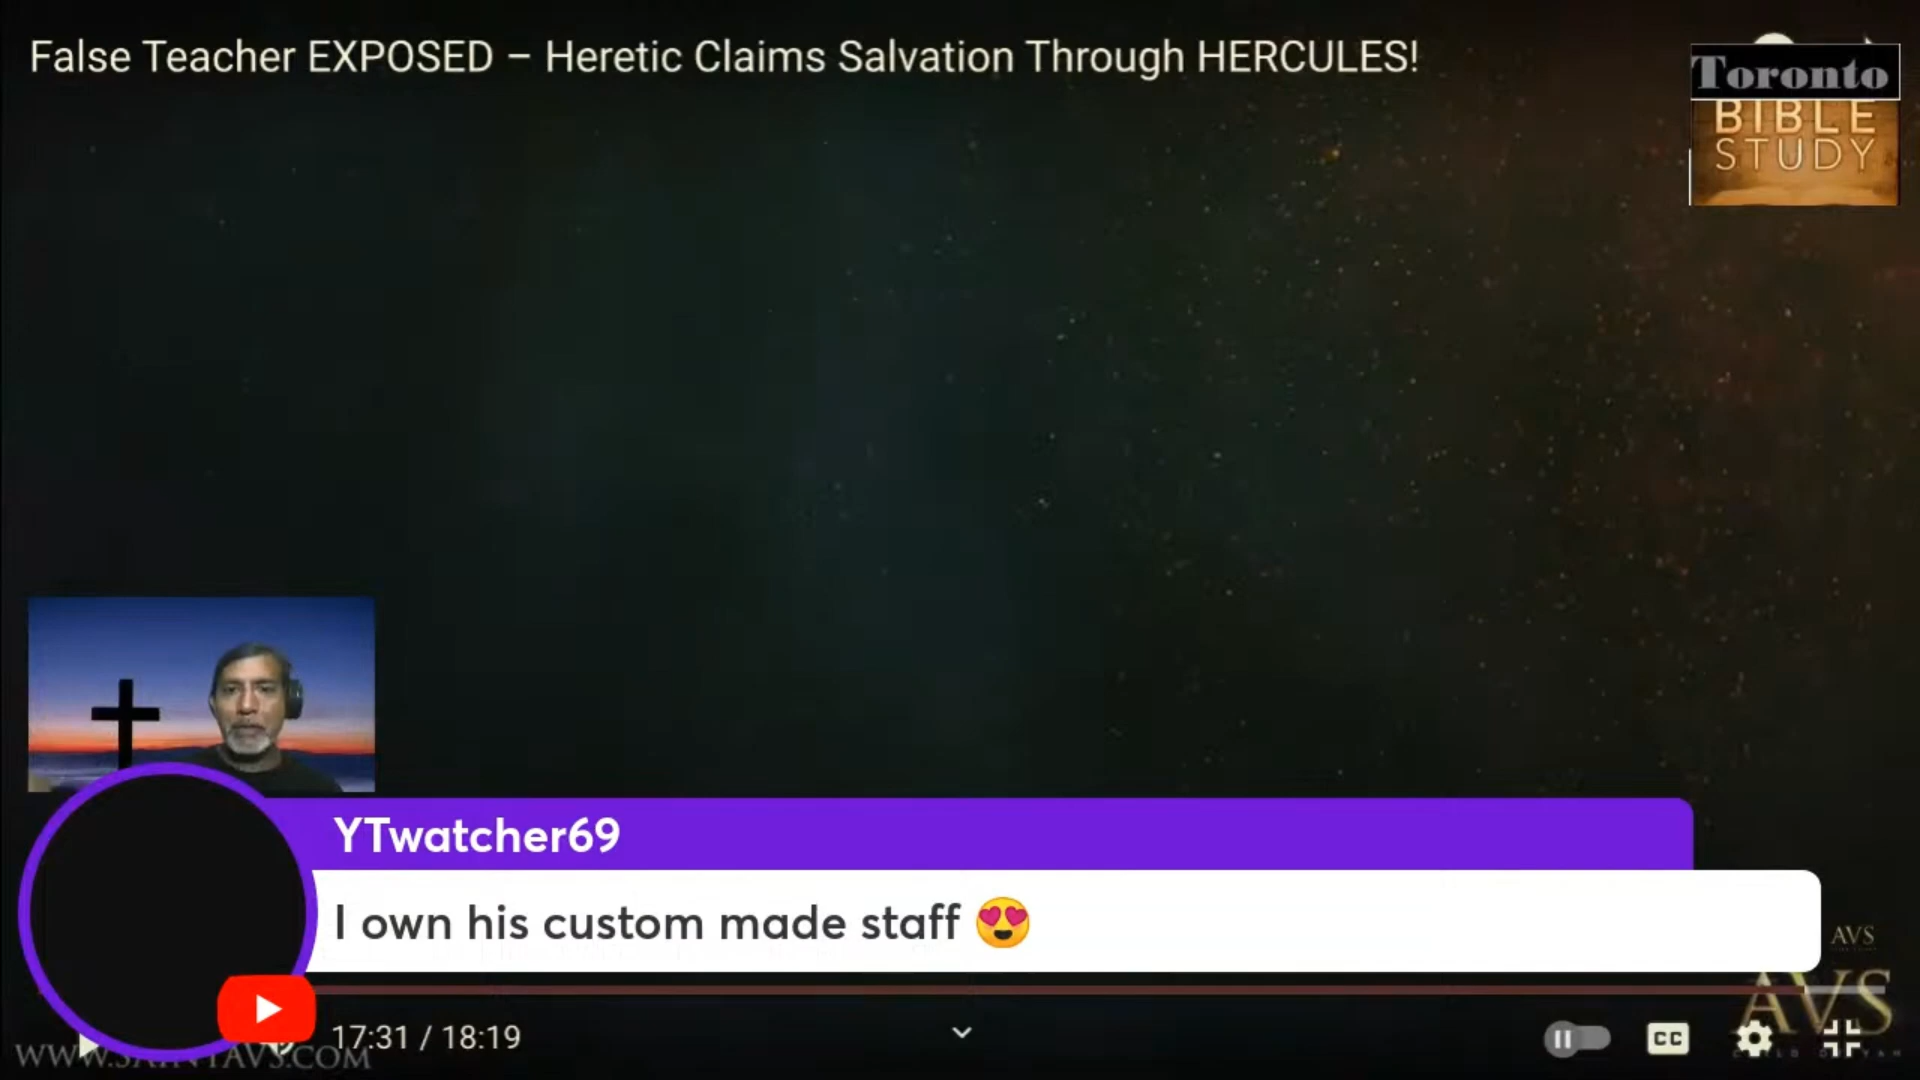 False Teacher EXPOSED – Heretic Claims Salvation Through HERCULES!
Toronto
BIBLE
STUDY
YTwatcher69
I own his custom made staff 😍
AVS
AVS
17:31 / 18:19
CC